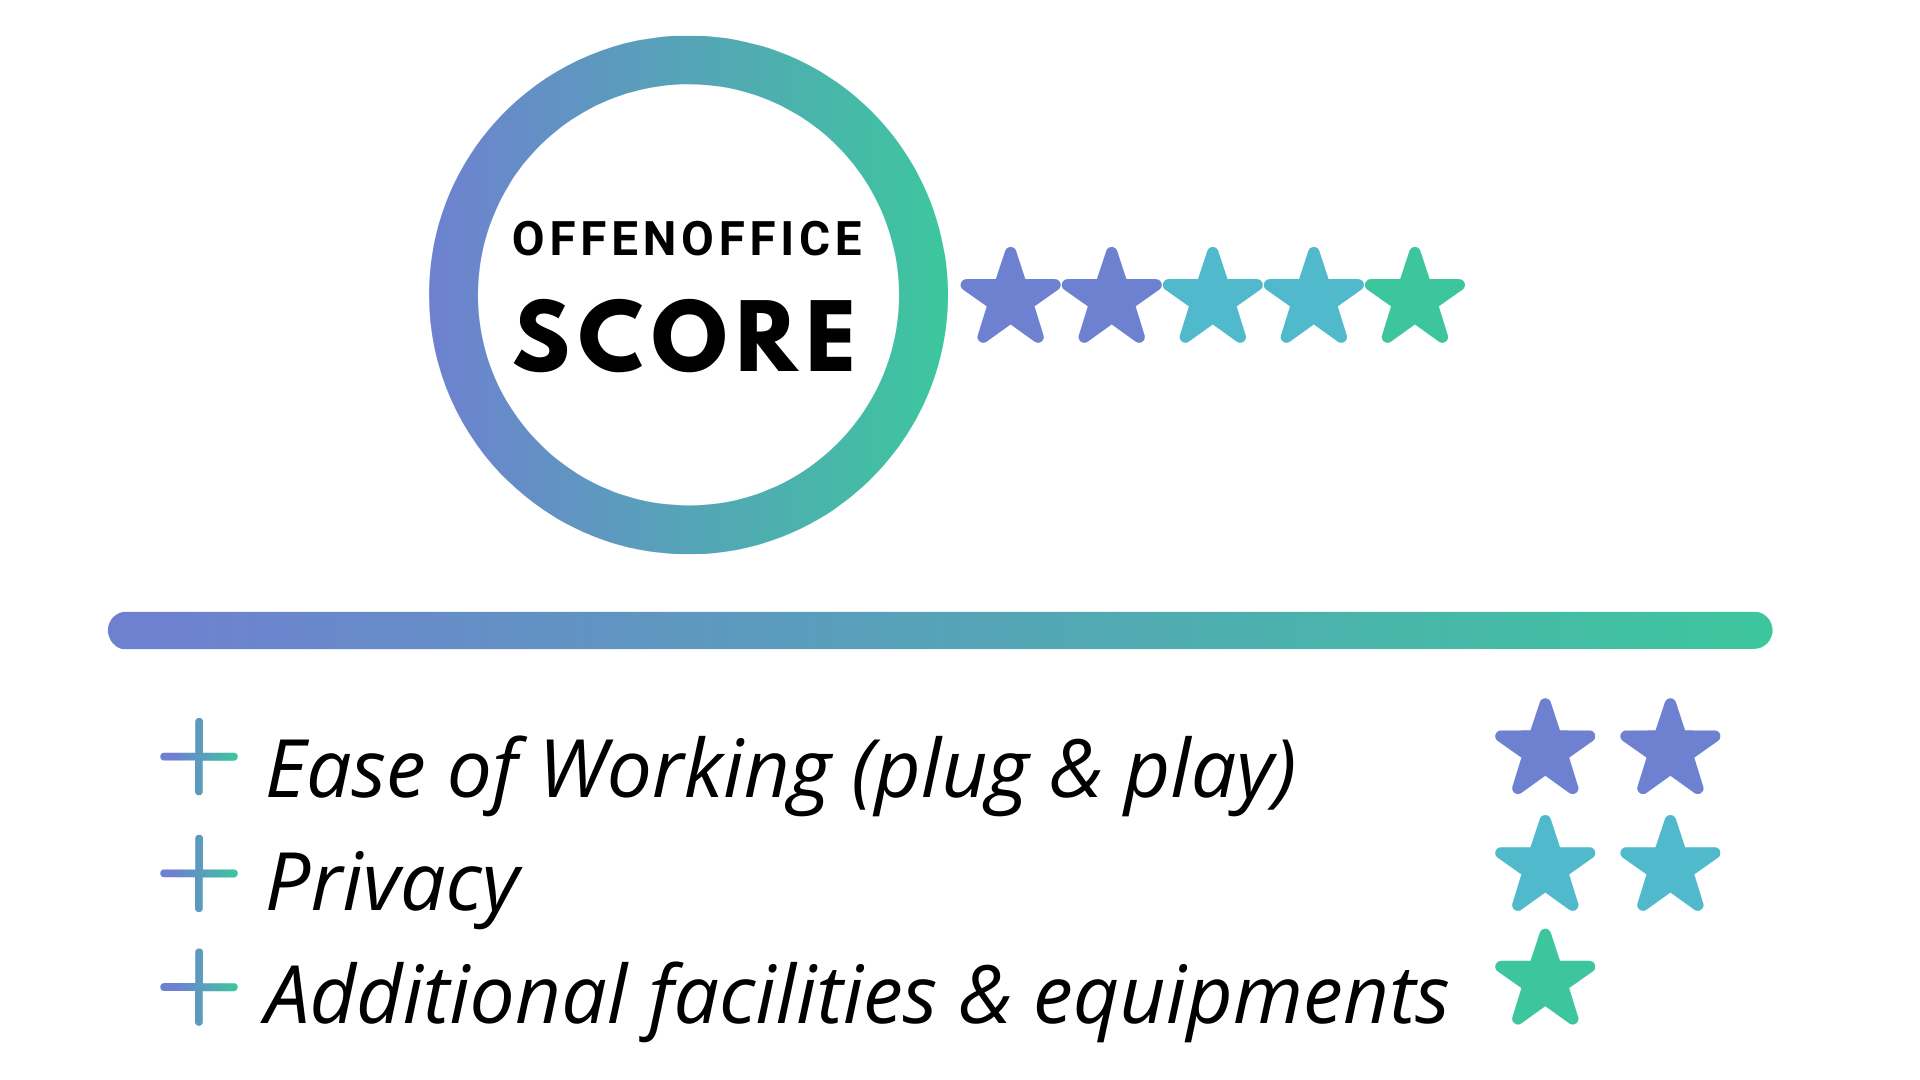 OFFENOFFICE
SCORE
Ease of Working (plug & play)
Privacy
Additional facilities & equipments